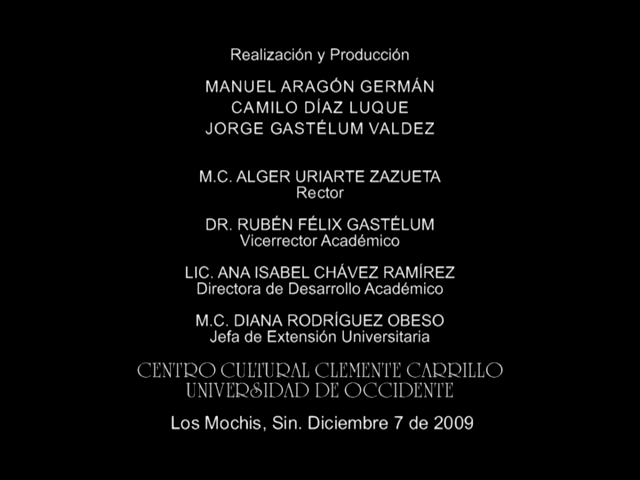 Realización y Producción
MANUEL ARAGÓN GERMÁN
CAMILO DÍAZ LUQUE
JORGE GASTÉLUM VALDEZ
M.C. ALGER URIARTE ZAZUETA
Rector
DR. RUBÉN FÉLIX GASTÉLUM
Vicerrector Académico
LIC. ANA ISABEL CHÁVEZ RAMÍREZ
Directora de Desarrollo Académico
M.C. DIANA RODRÍGUEZ OBESO
Jefa de Extensión Universitaria
CENTRO CULTURAL CLEMENTE CARRILLO
UNIVERSIDAD DE OCCIDENTE
Los Mochis, Sin. Diciembre 7 de 2009